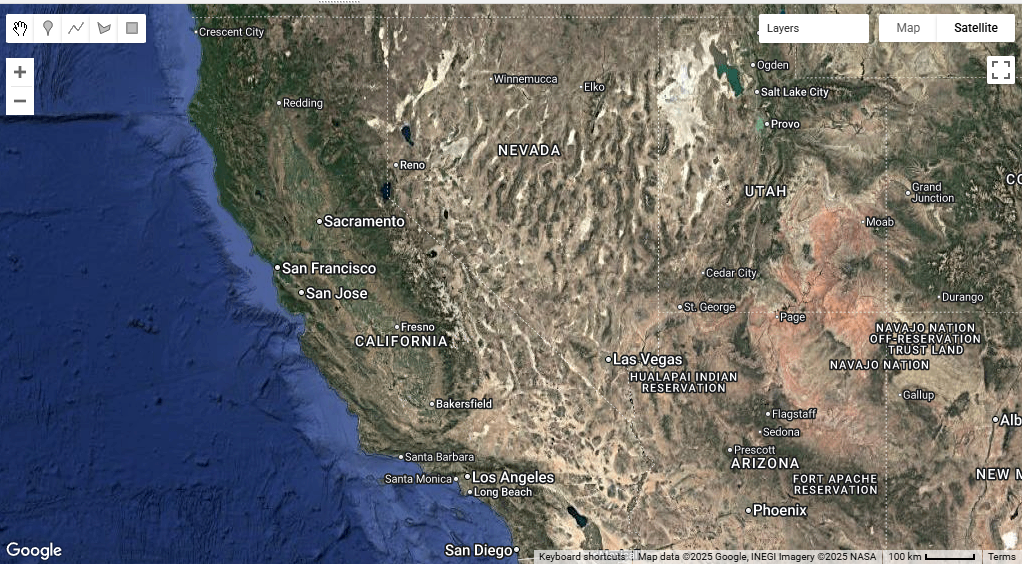 Layers
Map
Satellite
Crescent City
Ogden
Winnemucca
Elko
Salt Lake City
Redding
Provo
NEVADA
Reno
UTAH
Grand
Junction
Sacramento
Moab
San Francisco
Cedar City
San Jose
Durango
St. George
Page
Fresno
CALIFORNIA
NAVAJO NATION
OFF-RESERVATION
TRUST LAND
Las Vegas
NAVAJO NATION
HUALAPAI INDIAN
RESERVATION
Gallup
Bakersfield
Flagstaff
Alb
Sedona
Prescott
Santa Barbara
ARIZONA
Santa Monica
Los Angeles
NEW M
Long Beach
FORT APACHE
RESERVATION
Phoenix
San Diego
Google
Keyboard shortcuts
Map data ©2025 Google, INEGI Imagery ©2025 NASA
100 km
Terms